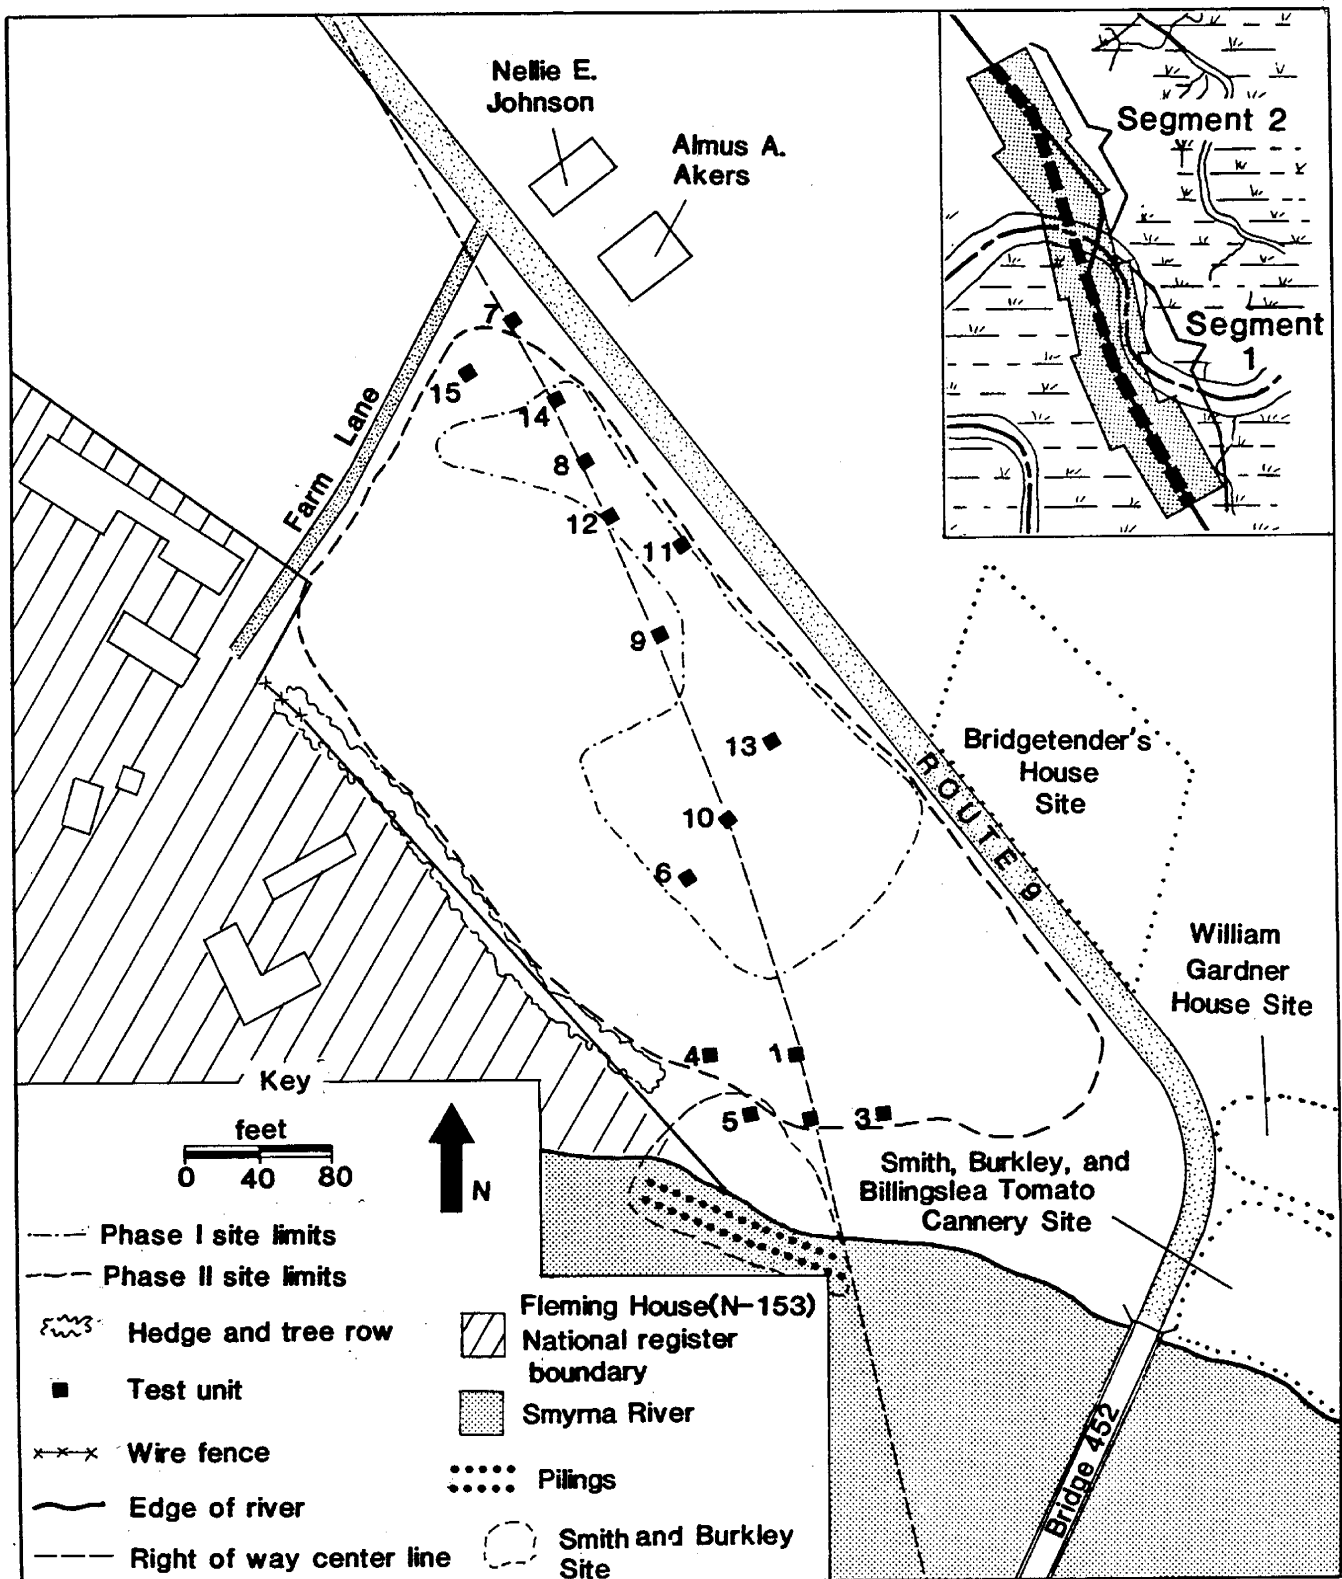 Nellie E.
Johnson
Almus A.
Akers
Segment 2
Segment
1
7
15
14
8
12
11
9
13
10
6
4
1
5
3
Farm Lane
ROUTE 9
Bridgetender's
House
Site
William
Gardner
House Site
Smith, Burkley, and
Billingslea Tomato
Cannery Site
Bridge 452
Key
feet
0 40 80
N
Phase I site limits
Phase II site limits
Hedge and tree row
Test unit
Wire fence
Edge of river
Right of way center line
Fleming House(N-153)
National register
boundary
Smyrna River
Pilings
Smith and Burkley
Site